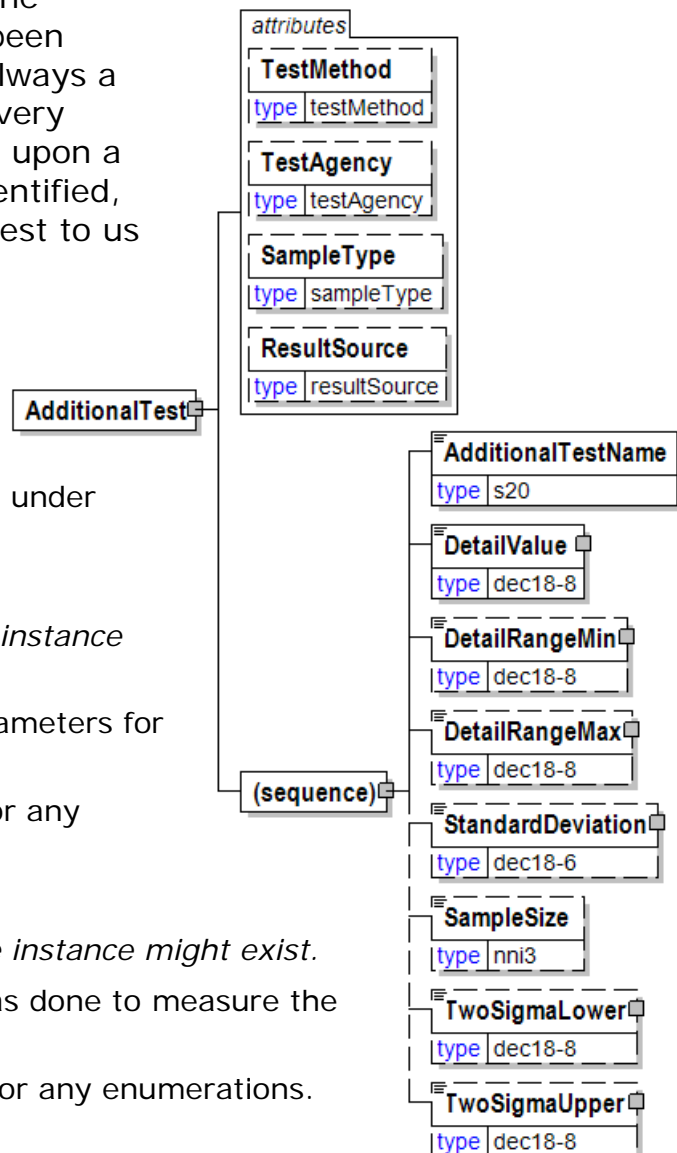 the
been
lways a
very
upon a
entified,
est to us
under
instance
ameters for
or any
instance might exist.
as done to measure the
or any enumerations.
attributes
TestMethod
type testMethod
TestAgency
type testAgency
SampleType
type sampleType
ResultSource
type resultSource
AdditionalTest
(sequence)
AdditionalTestName
type s20
DetailValue
type dec18-8
DetailRangeMin
type dec18-8
DetailRangeMax
type dec18-8
StandardDeviation
type dec18-6
SampleSize
type nni3
TwoSigmaLower
type dec18-8
TwoSigmaUpper
type dec18-8